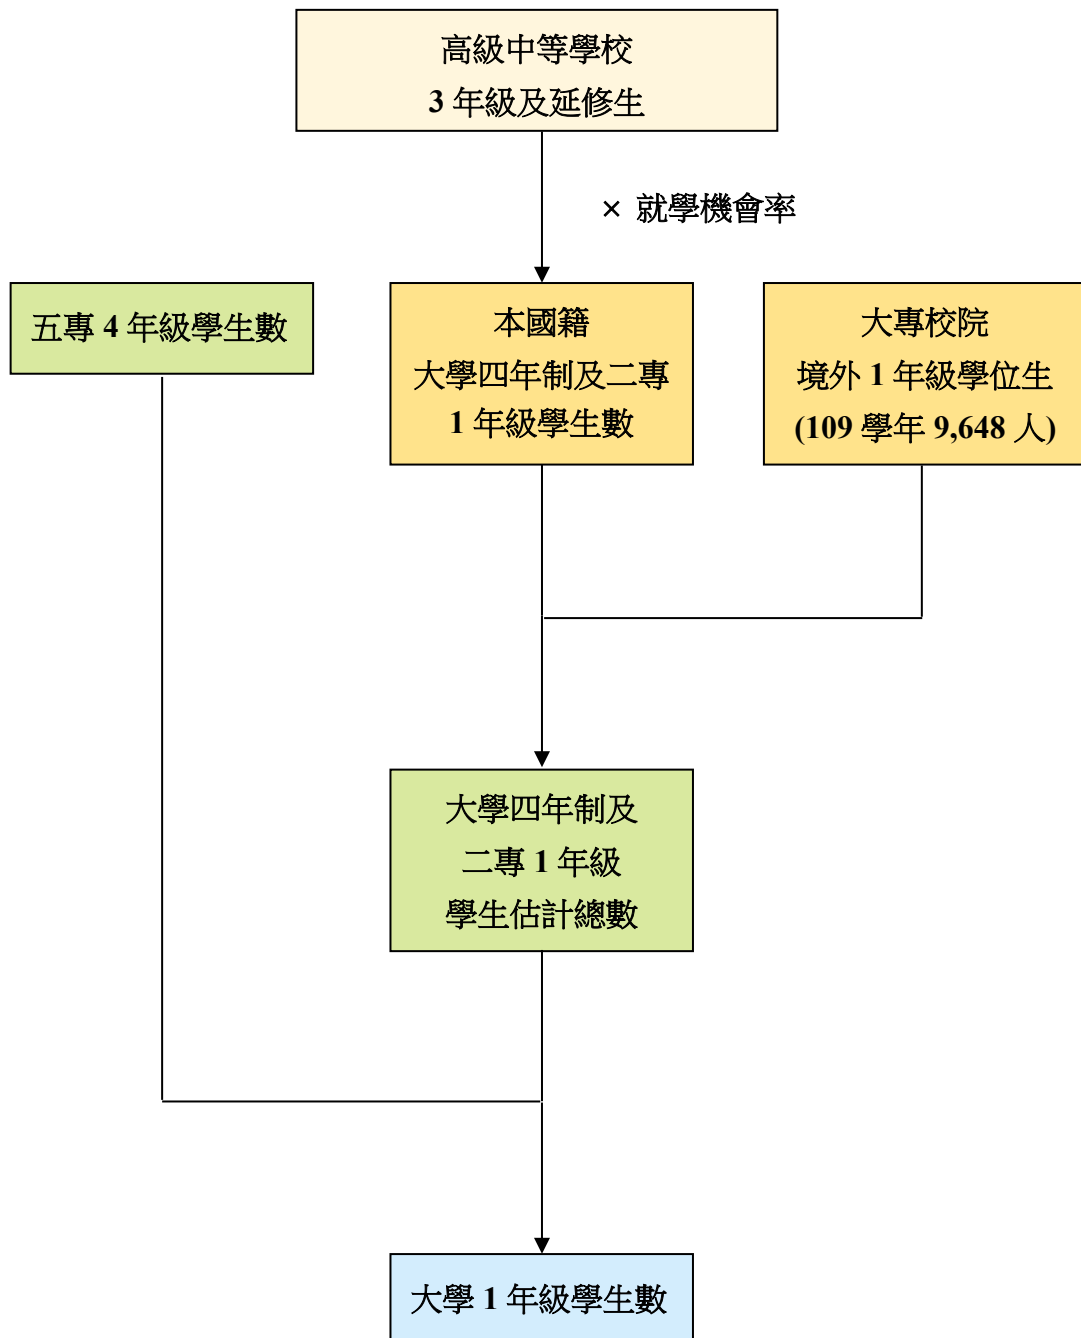 高級中等學校
3 年級及延修生
× 就學機會率
五專 4 年級學生數
本國籍
大學四年制及二專
1 年級學生數
大專校院
境外 1 年級學位生
(109 學年 9,648 人)
大學四年制及
二專 1 年級
學生估計總數
大學 1 年級學生數